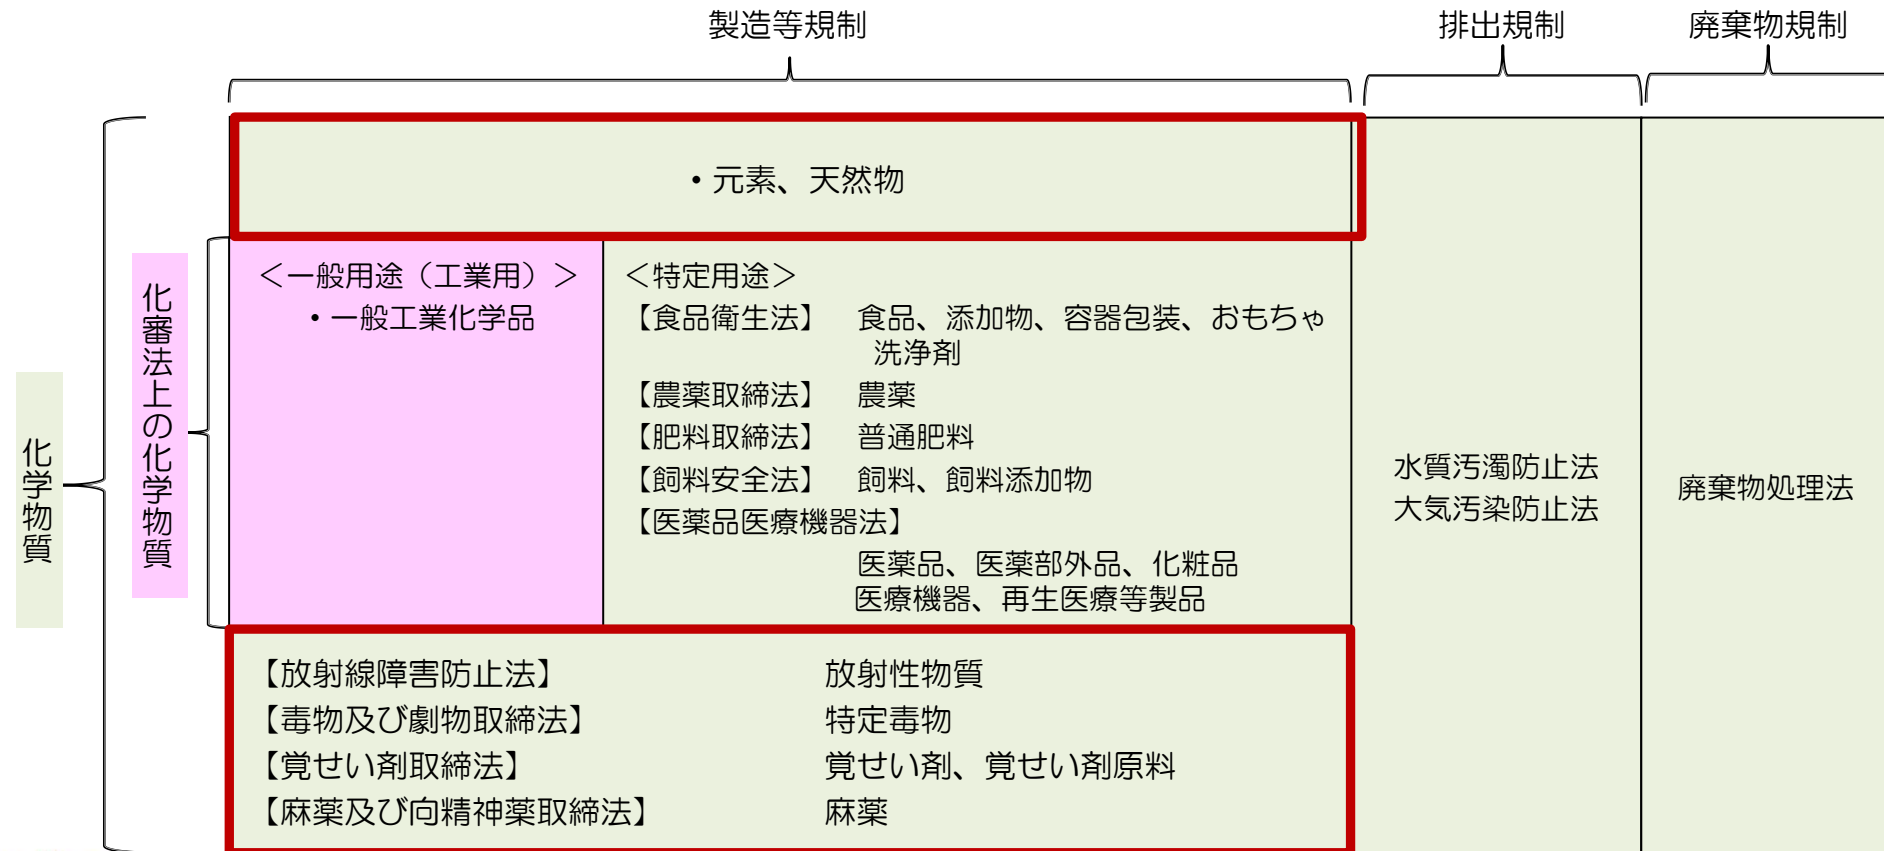 製造等規制
排出規制
廃棄物規制
・元素、天然物
化学物質
化審法上の化学物質
＜一般用途（工業用）＞
・一般工業化学品
＜特定用途＞
【食品衛生法】 食品、添加物、容器包装、おもちゃ
洗浄剤
【農薬取締法】 農薬
【肥料取締法】 普通肥料
【飼料安全法】 飼料、飼料添加物
【医薬品医療機器法】
医薬品、医薬部外品、化粧品
医療機器、再生医療等製品
【放射線障害防止法】 放射性物質
【毒物及び劇物取締法】 特定毒物
【覚せい剤取締法】 覚せい剤、覚せい剤原料
【麻薬及び向精神薬取締法】 麻薬
水質汚濁防止法
大気汚染防止法
廃棄物処理法